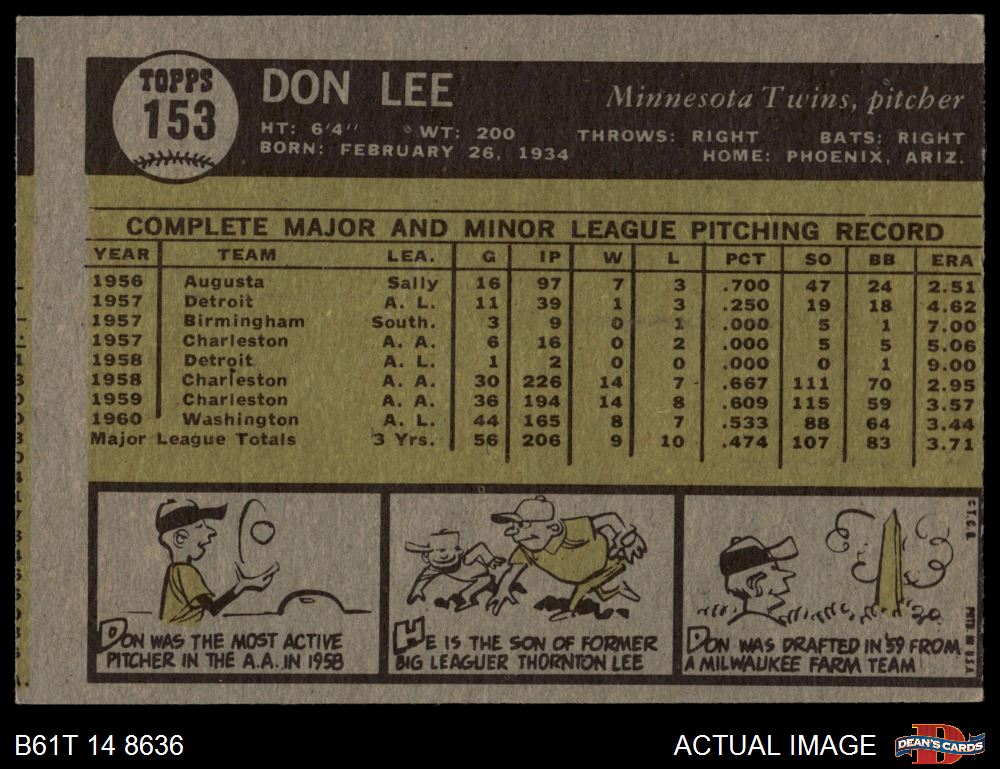 TOPPS
153
DON LEE
Minnesota Twins, pitcher
HT: 6'4" WT: 200 THROWS: RIGHT BATS: RIGHT
BORN: FEBRUARY 26, 1934 HOME: PHOENIX, ARIZ.
COMPLETE MAJOR AND MINOR LEAGUE PITCHING RECORD
YEAR TEAM LEA. G IP W L PCT SO BB ERA
1956 Augusta Sally 16 97 7 3 .700 47 24 2.51
1957 Detroit A. L. 11 39 1 3 .250 19 18 4.62
1957 Birmingham South. 3 9 0 1 .000 5 1 7.00
1957 Charleston A. A. 6 16 0 2 .000 5 5 5.06
1958 Detroit A. L. 1 2 0 0 .000 0 1 9.00
1958 Charleston A. A. 30 226 14 7 .667 111 70 2.95
1959 Charleston A. A. 36 194 14 8 .609 115 59 3.57
1960 Washington A. L. 44 165 8 7 .533 88 64 3.44
Major League Totals 3 Yrs. 56 206 9 10 .474 107 83 3.71
DON WAS THE MOST ACTIVE
PITCHER IN THE A.A. IN 1958
HE IS THE SON OF FORMER
BIG LEAGUER THORNTON LEE
DON WAS DRAFTED IN '59 FROM
A MILWAUKEE FARM TEAM
© T.C.G. PRTD. IN U.S.A.
B61T 14 8636
ACTUAL IMAGE
DEAN'S CARDS